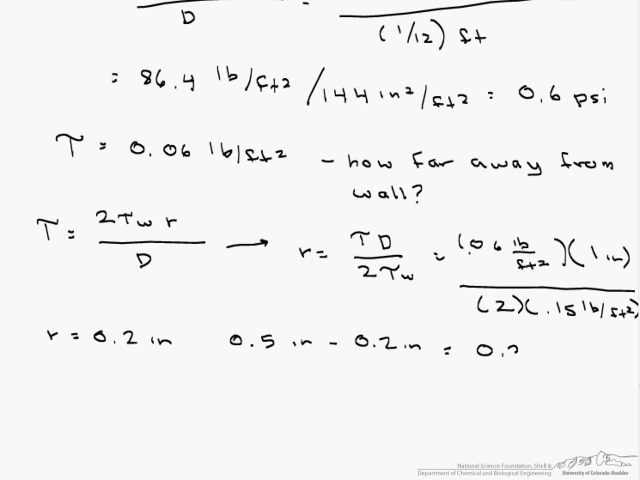 D = (1/12) ft
= 86.4 lb/ft2 / 144 in²/ft2 = 0.6 psi
τ = 0.06 lb/ft2 - how far away from
wall?
τ = 2τw r / D → r = τD / 2τw = (.06 lb/ft2)(1 in) / (2)(.15 lb/ft2)
r = 0.2 in 0.5 in - 0.2 in = 0.
National Science Foundation, Shell &
Department of Chemical and Biological Engineering
University of Colorado-Boulder